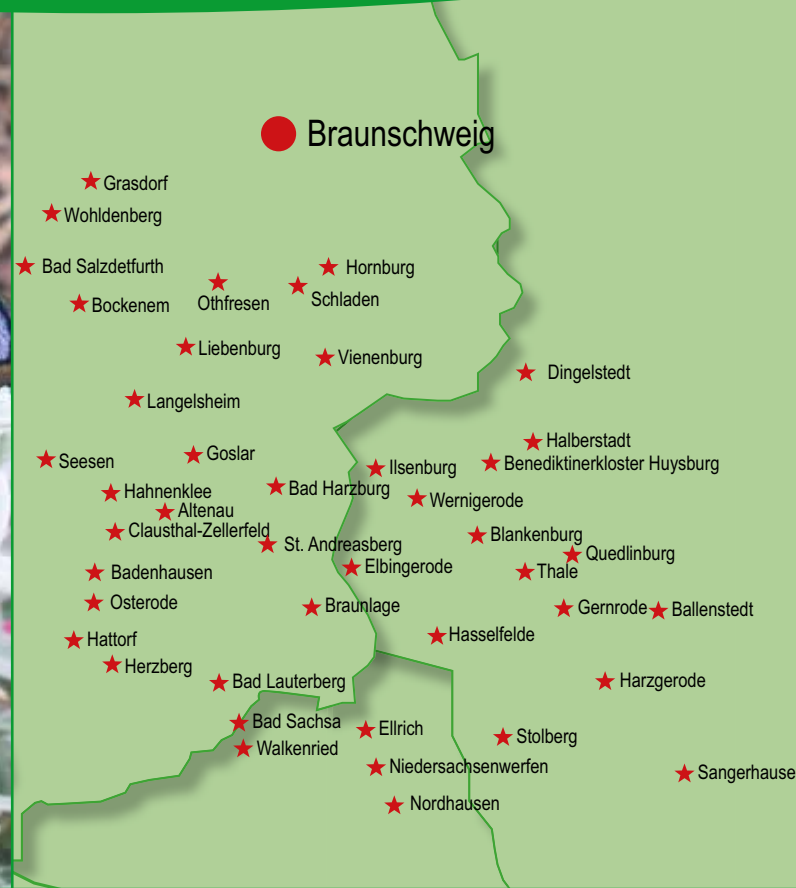 Braunschweig
Grasdorf
Wohldenberg
Bad Salzdetfurth
Hornburg
Bockenem
Othfresen
Schladen
Liebenburg
Vienenburg
Dingelstedt
Langelsheim
Halberstadt
Seesen
Goslar
Ilsenburg
Benediktinerkloster Huysburg
Hahnenklee
Bad Harzburg
Wernigerode
Altenau
Clausthal-Zellerfeld
Blankenburg
St. Andreasberg
Quedlinburg
Badenhausen
Elbingerode
Thale
Osterode
Braunlage
Gernrode
Ballenstedt
Hattorf
Hasselfelde
Herzberg
Bad Lauterberg
Harzgerode
Bad Sachsa
Ellrich
Stolberg
Walkenried
Niedersachsenwerfen
Sangerhause
Nordhausen